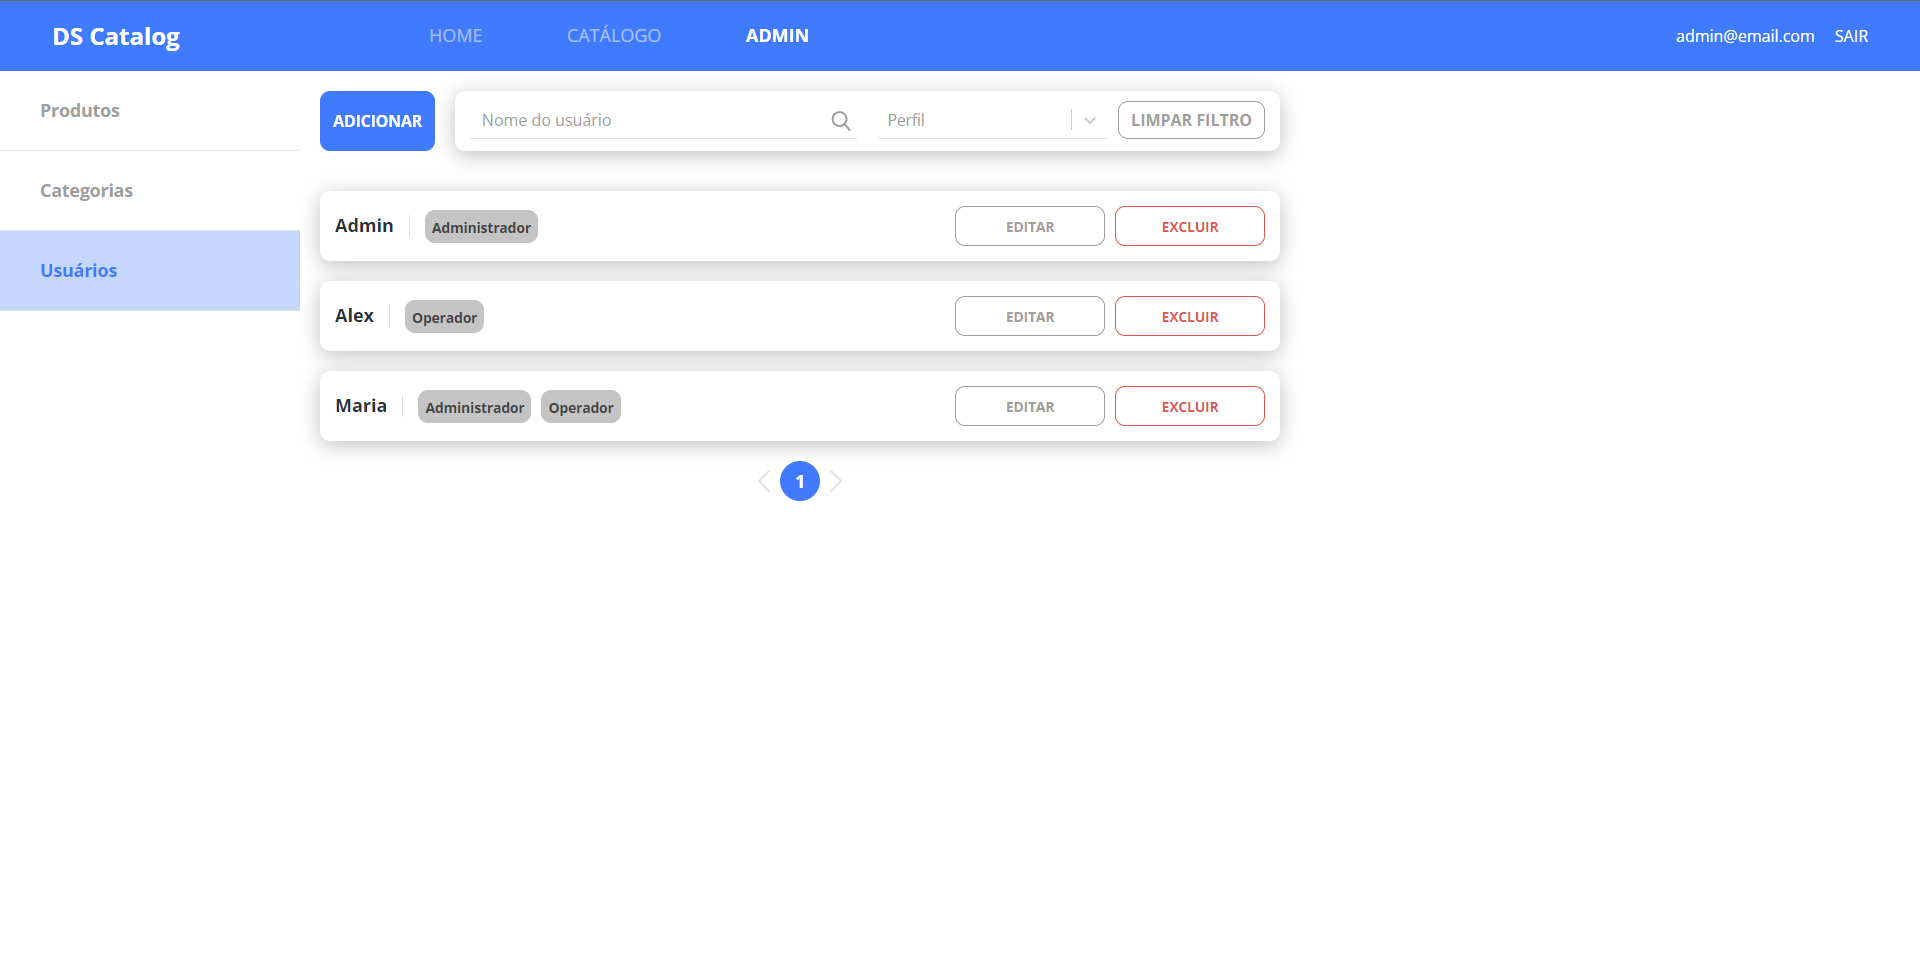 DS Catalog HOME CATÁLOGO ADMIN admin@email.com SAIR
Produtos
Categorias
Usuários
ADICIONAR Nome do usuário Perfil LIMPAR FILTRO
Admin Administrador EDITAR EXCLUIR
Alex Operador EDITAR EXCLUIR
Maria Administrador Operador EDITAR EXCLUIR
1